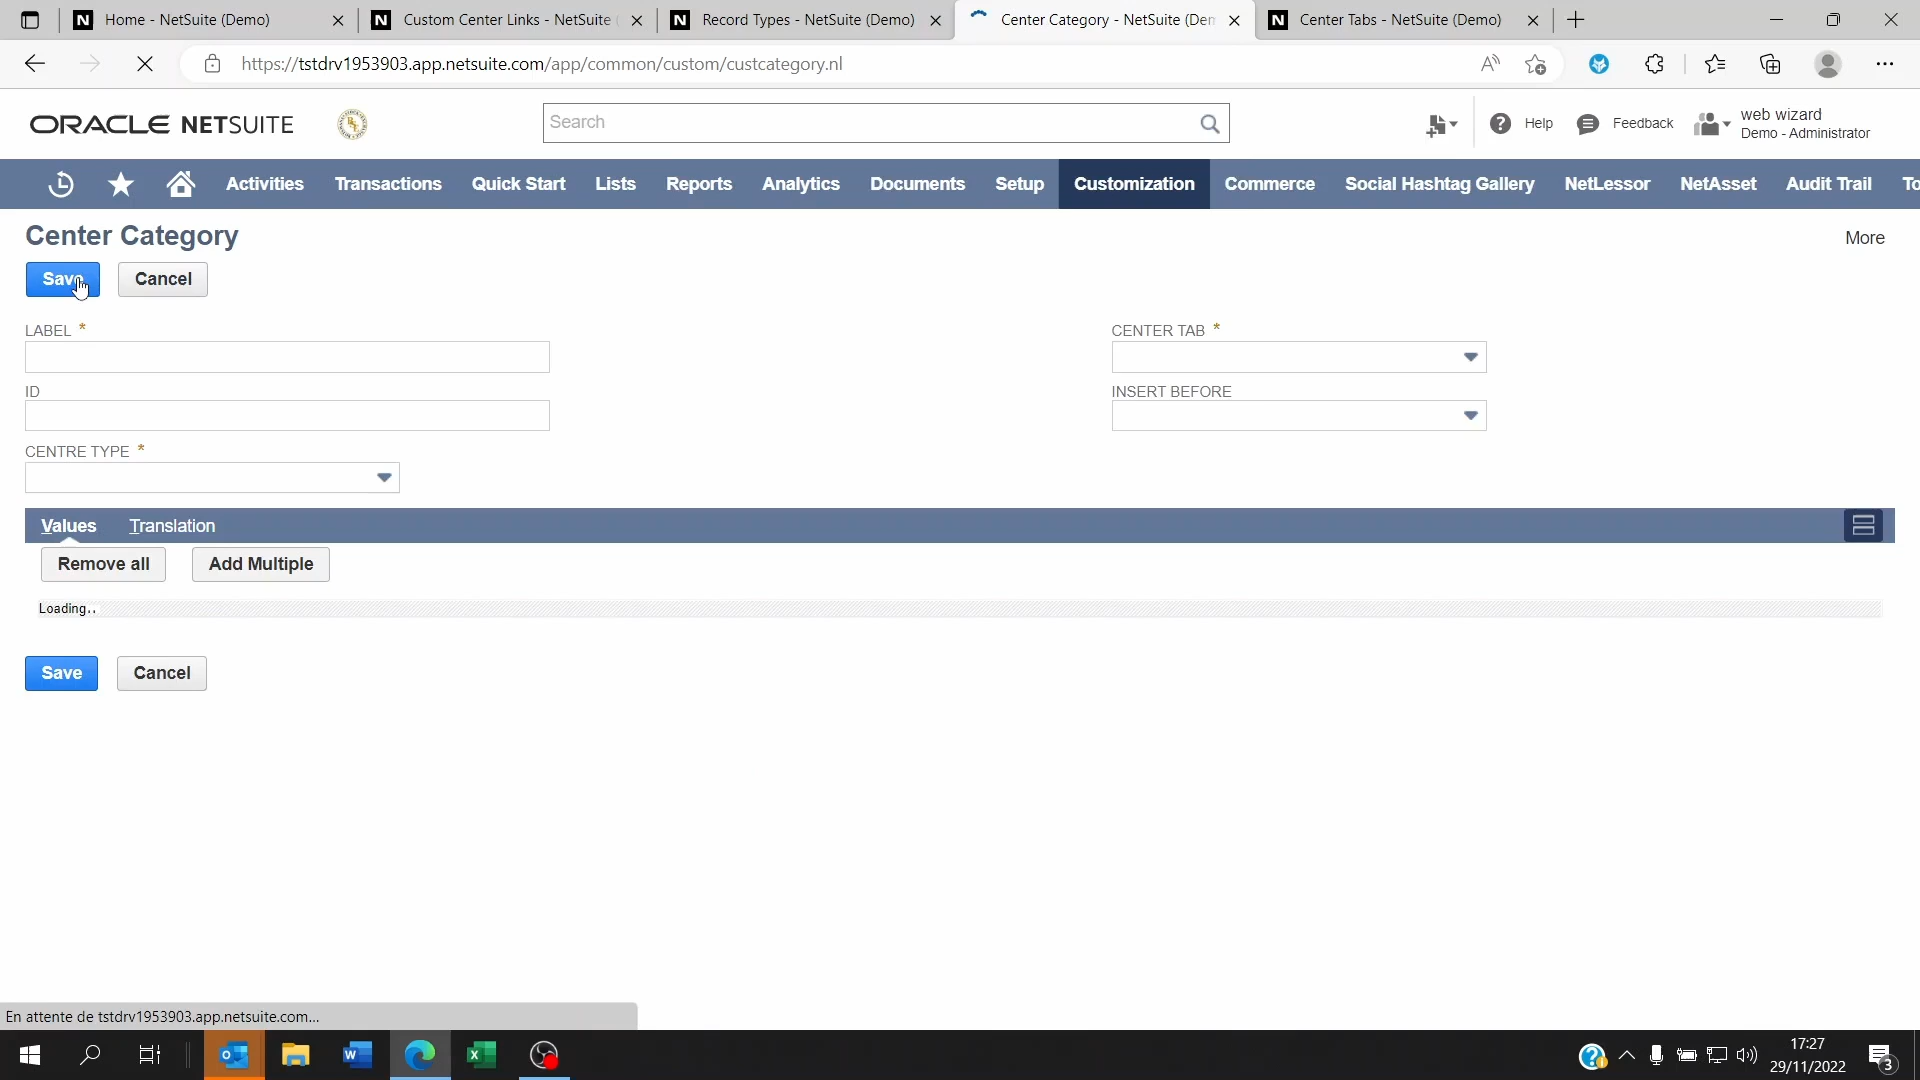 Home - NetSuite (Demo)
Custom Center Links - NetSuite
Record Types - NetSuite (Demo)
Center Category - NetSuite (Dem
Center Tabs - NetSuite (Demo)
https://tstdrv1953903.app.netsuite.com/app/common/custom/custcategory.nl
ORACLE NETSUITE
Search
Help
Feedback
web wizard
Demo - Administrator
Activities
Transactions
Quick Start
Lists
Reports
Analytics
Documents
Setup
Customization
Commerce
Social Hashtag Gallery
NetLessor
NetAsset
Audit Trail
To
Center Category
More
Save
Cancel
LABEL *
CENTER TAB *
ID
INSERT BEFORE
CENTRE TYPE *
Values
Translation
Remove all
Add Multiple
Loading..
Save
Cancel
En attente de tstdrv1953903.app.netsuite.com...
17:27
29/11/2022
3